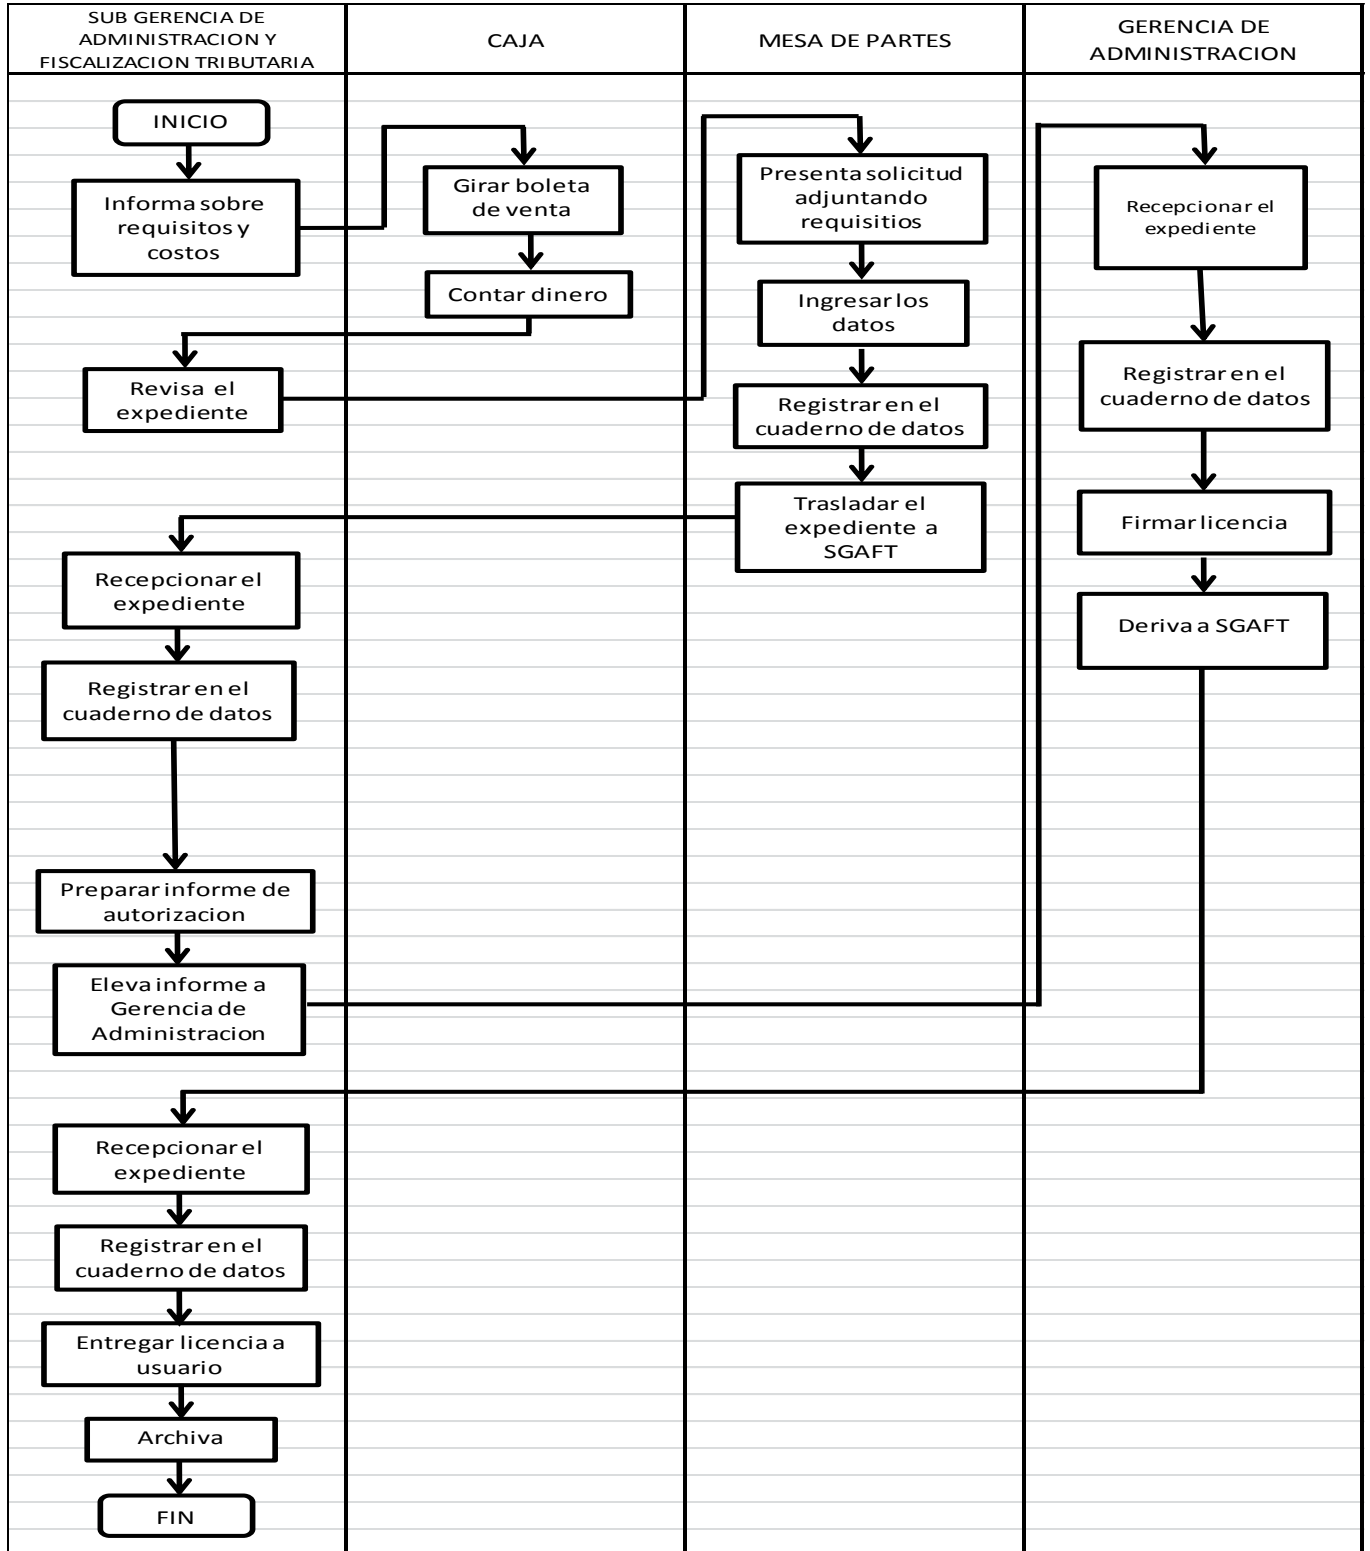 SUB GERENCIA DE
ADMINISTRACION Y
FISCALIZACION TRIBUTARIA
CAJA
MESA DE PARTES
GERENCIA DE
ADMINISTRACION
INICIO
Informa sobre
requisitos y
costos
Girar boleta
de venta
Contar dinero
Revisa el
expediente
Presenta solicitud
adjuntando
requisitios
Ingresar los
datos
Registrar en el
cuaderno de datos
Trasladar el
expediente a
SGAFT
Recepcionar el
expediente
Registrar en el
cuaderno de datos
Preparar informe de
autorizacion
Eleva informe a
Gerencia de
Administracion
Recepcionar el
expediente
Registrar en el
cuaderno de datos
Firmar licencia
Deriva a SGAFT
Recepcionar el
expediente
Registrar en el
cuaderno de datos
Entregar licencia a
usuario
Archiva
FIN